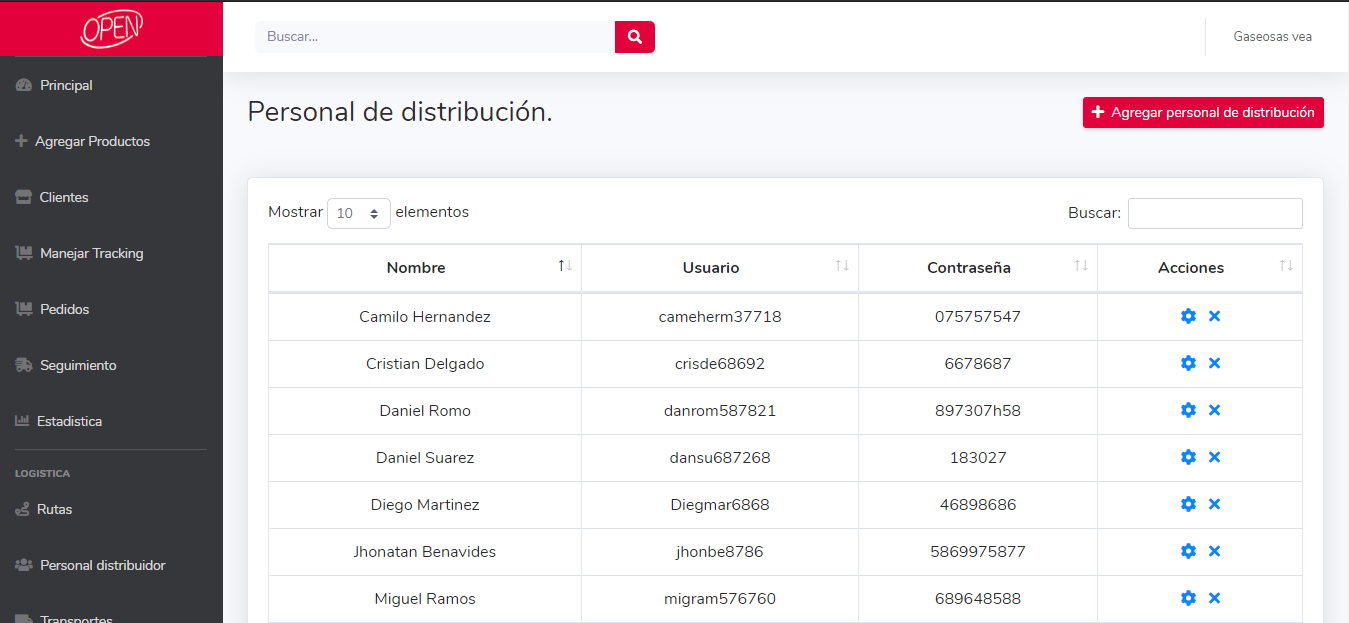 OPEN
Buscar...
Gaseosas vea
Principal
Agregar Productos
Clientes
Manejar Tracking
Pedidos
Seguimiento
Estadistica
LOGISTICA
Rutas
Personal distribuidor
Transportes
Personal de distribución.
Agregar personal de distribución
Mostrar 10 elementos
Buscar:
Nombre Usuario Contraseña Acciones
Camilo Hernandez cameherm37718 075757547
Cristian Delgado crisde68692 6678687
Daniel Romo danrom587821 897307h58
Daniel Suarez dansu687268 183027
Diego Martinez Diegmar6868 46898686
Jhonatan Benavides jhonbe8786 5869975877
Miguel Ramos migram576760 689648588